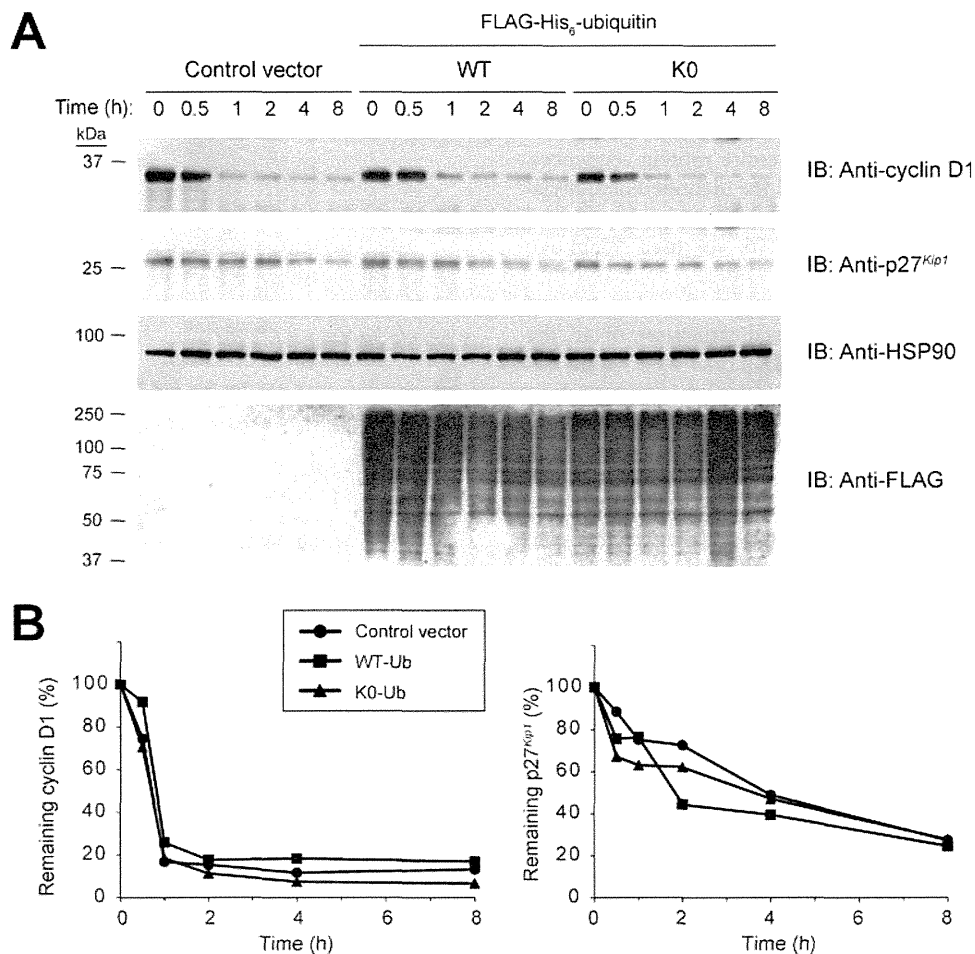 A
FLAG-His6-ubiquitin
Control vector WT K0
Time (h): 0 0.5 1 2 4 8 0 0.5 1 2 4 8 0 0.5 1 2 4 8
kDa
37
IB: Anti-cyclin D1
25
IB: Anti-p27Kip1
100
IB: Anti-HSP90
250
100
75
50
37
IB: Anti-FLAG
B
Control vector
WT-Ub
K0-Ub
Remaining cyclin D1 (%)
100
80
60
40
20
0
0 2 4 6 8
Time (h)
Remaining p27Kip1 (%)
100
80
60
40
20
0
0 2 4 6 8
Time (h)